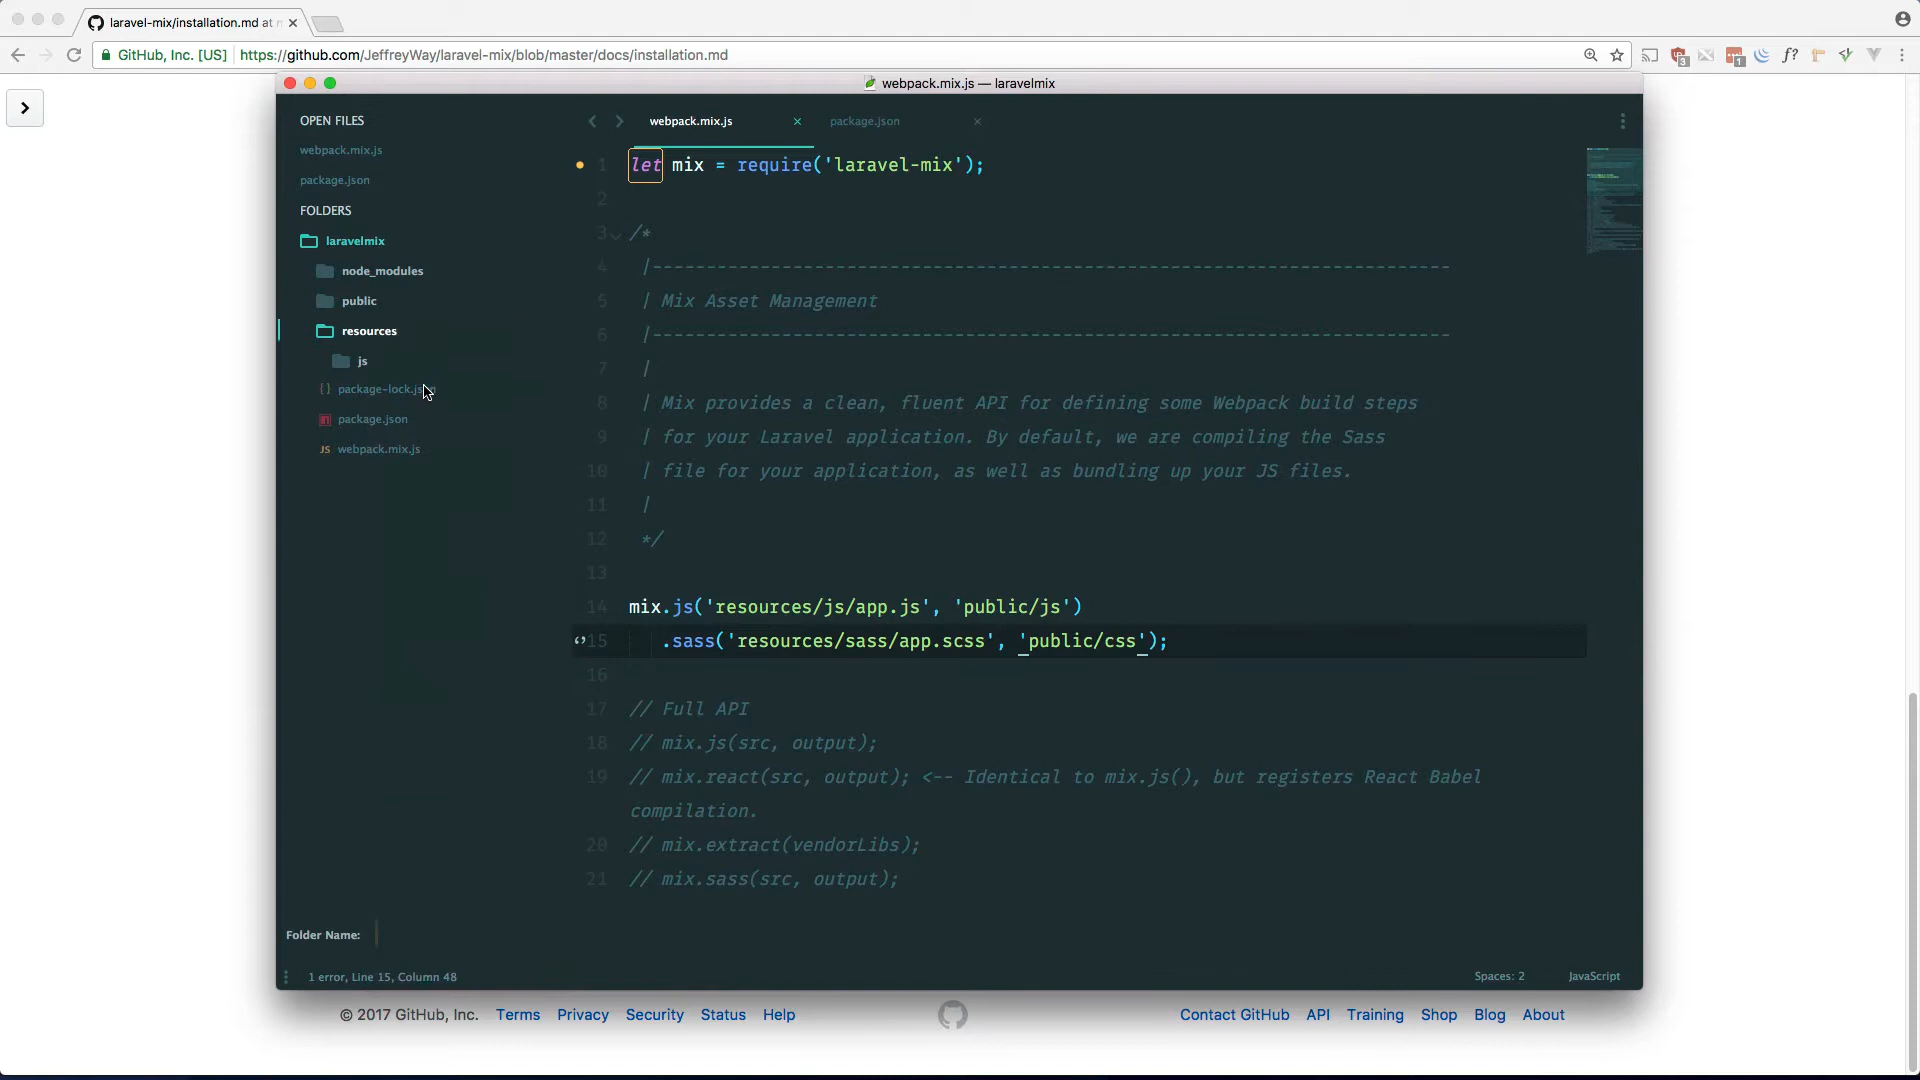 laravel-mix/installation.md at m
GitHub, Inc. [US] https://github.com/JeffreyWay/laravel-mix/blob/master/docs/installation.md
3
1
f?
webpack.mix.js — laravelmix
OPEN FILES
webpack.mix.js
package.json
FOLDERS
laravelmix
node_modules
public
resources
js
package-lock.json
package.json
JS webpack.mix.js
webpack.mix.js
package.json
1 let mix = require('laravel-mix');
2
3 /*
4 |--------------------------------------------------------------------------
5 | Mix Asset Management
6 |--------------------------------------------------------------------------
7 |
8 | Mix provides a clean, fluent API for defining some Webpack build steps
9 | for your Laravel application. By default, we are compiling the Sass
10 | file for your application, as well as bundling up your JS files.
11 |
12 */
13
14 mix.js('resources/js/app.js', 'public/js')
15 .sass('resources/sass/app.scss', 'public/css');
16
17 // Full API
18 // mix.js(src, output);
19 // mix.react(src, output); <-- Identical to mix.js(), but registers React Babel
compilation.
20 // mix.extract(vendorLibs);
21 // mix.sass(src, output);
Folder Name:
1 error, Line 15, Column 48
Spaces: 2
JavaScript
© 2017 GitHub, Inc. Terms Privacy Security Status Help
Contact GitHub API Training Shop Blog About